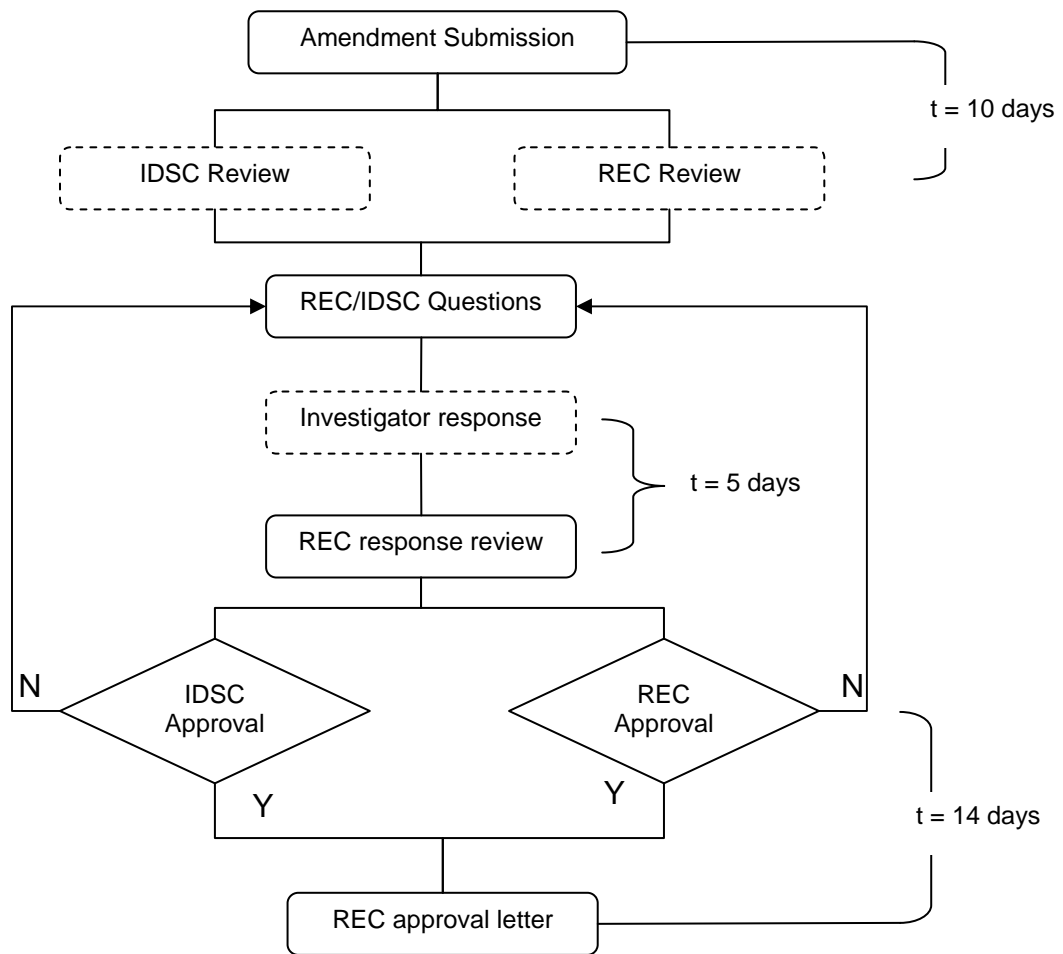 Amendment Submission
t = 10 days
IDSC Review
REC Review
REC/IDSC Questions
Investigator response
t = 5 days
REC response review
N
IDSC
Approval
REC
Approval
N
Y
Y
t = 14 days
REC approval letter